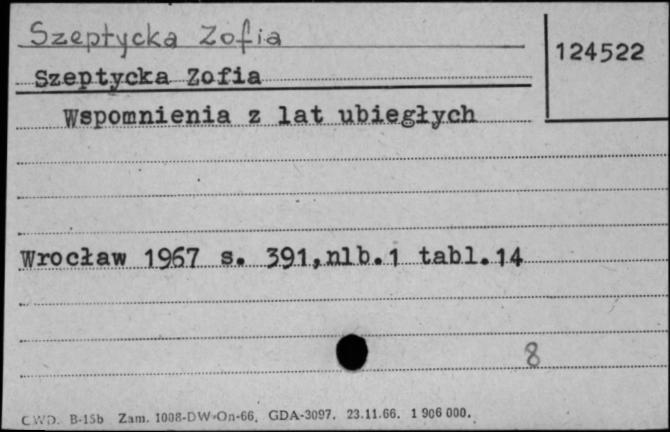 Szeptycka Zofia
124522
Szeptycka Zofia
Wspomnienia z lat ubiegłych
Wrocław 1967 s. 391,nlb.1 tabl.14
8
CWD. B-15b Zam. 1008-DW-On-66. GDA-3097. 23.11.66. 1 906 000.